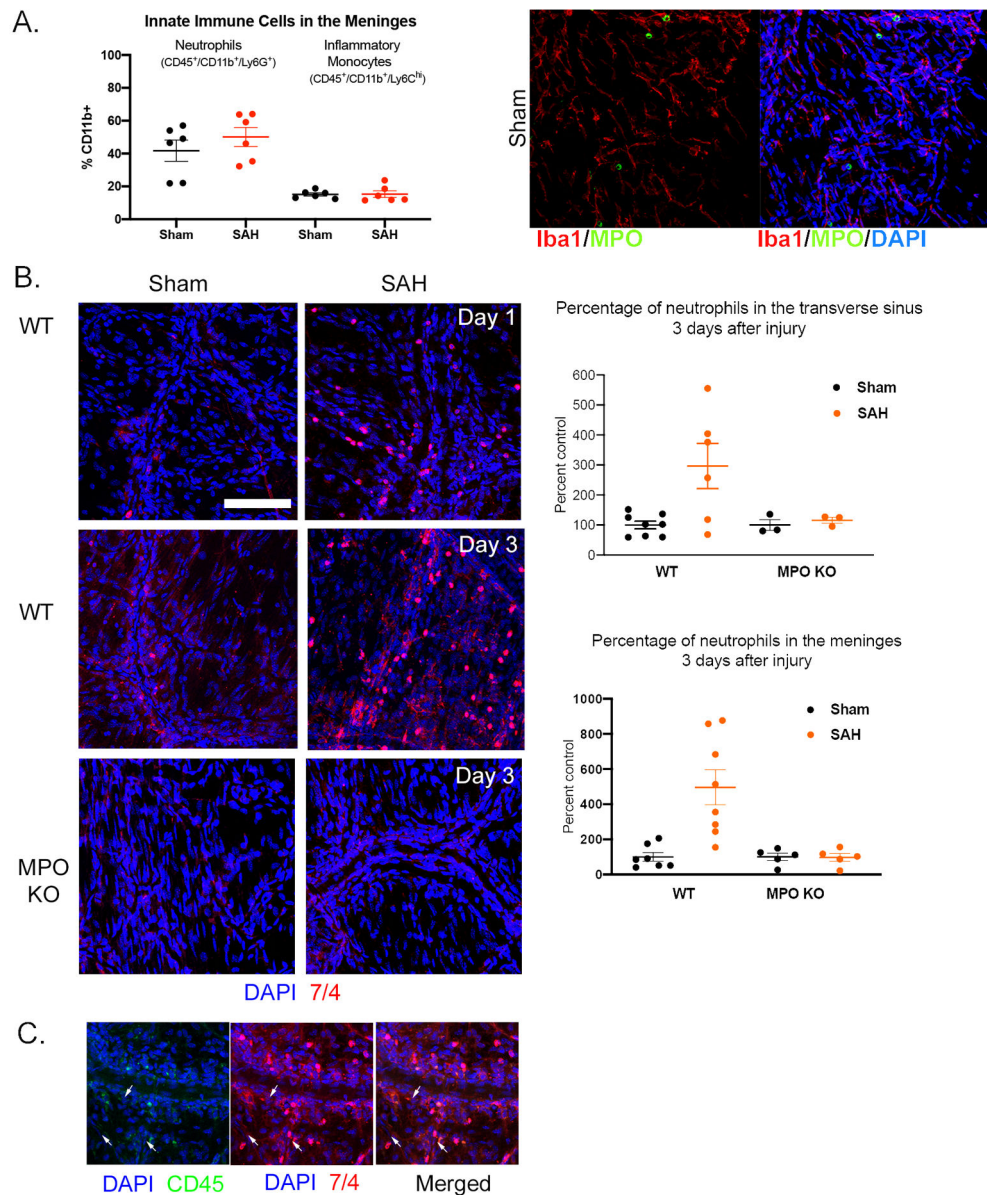 A.
Innate Immune Cells in the Meninges
Neutrophils
(CD45+/CD11b+/Ly6G+)
Inflammatory
Monocytes
(CD45+/CD11b+/Ly6Chi)
% CD11b+
100
80
60
40
20
0
Sham
SAH
Sham
SAH
Sham
Iba1/MPO
Iba1/MPO/DAPI
B.
Sham
SAH
WT
Day 1
WT
Day 3
MPO
KO
Day 3
DAPI 7/4
Percentage of neutrophils in the transverse sinus
3 days after injury
Percent control
600
500
400
300
200
100
0
Sham
SAH
WT
MPO KO
Percentage of neutrophils in the meninges
3 days after injury
Percent control
1000
800
600
400
200
0
Sham
SAH
WT
MPO KO
C.
DAPI CD45
DAPI 7/4
Merged